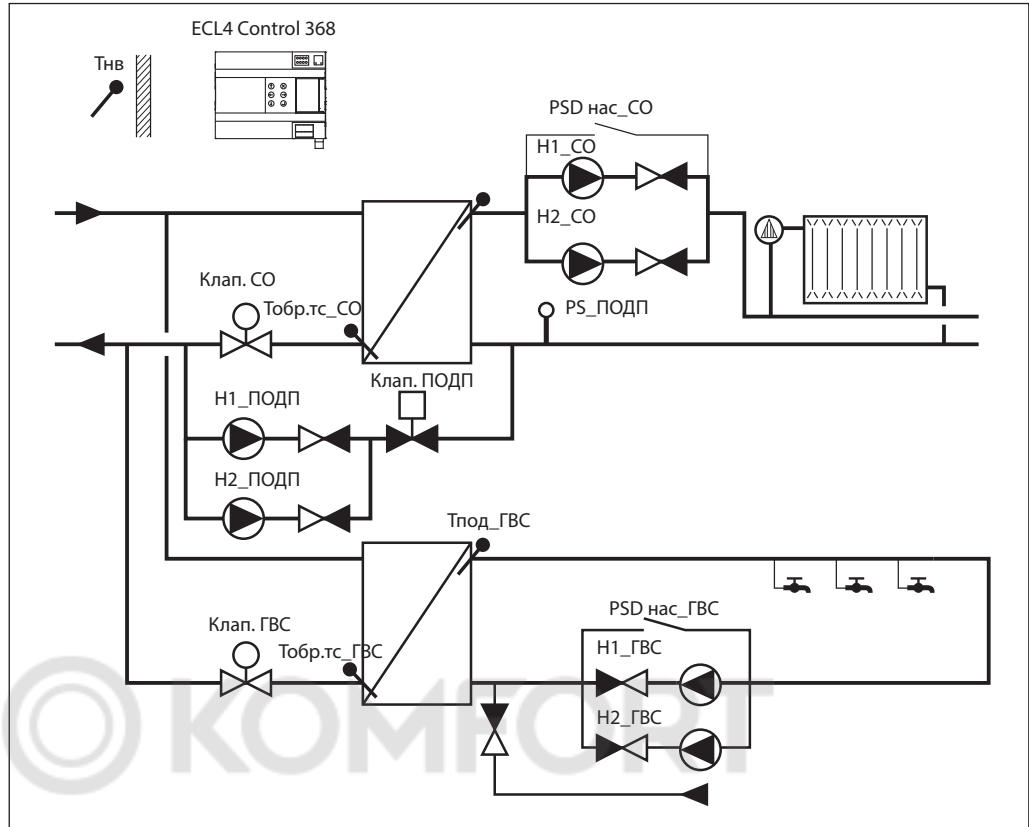 ECL4 Control 368
Тнв
PSD нас_СО
Н1_СО
Н2_СО
Клап. СО
Тобр.тс_СО
PS_ПОДП
Клап. ПОДП
Н1_ПОДП
Н2_ПОДП
Тпод_ГВС
PSD нас_ГВС
Клап. ГВС
Тобр.тс_ГВС
Н1_ГВС
Н2_ГВС
KOMFORT